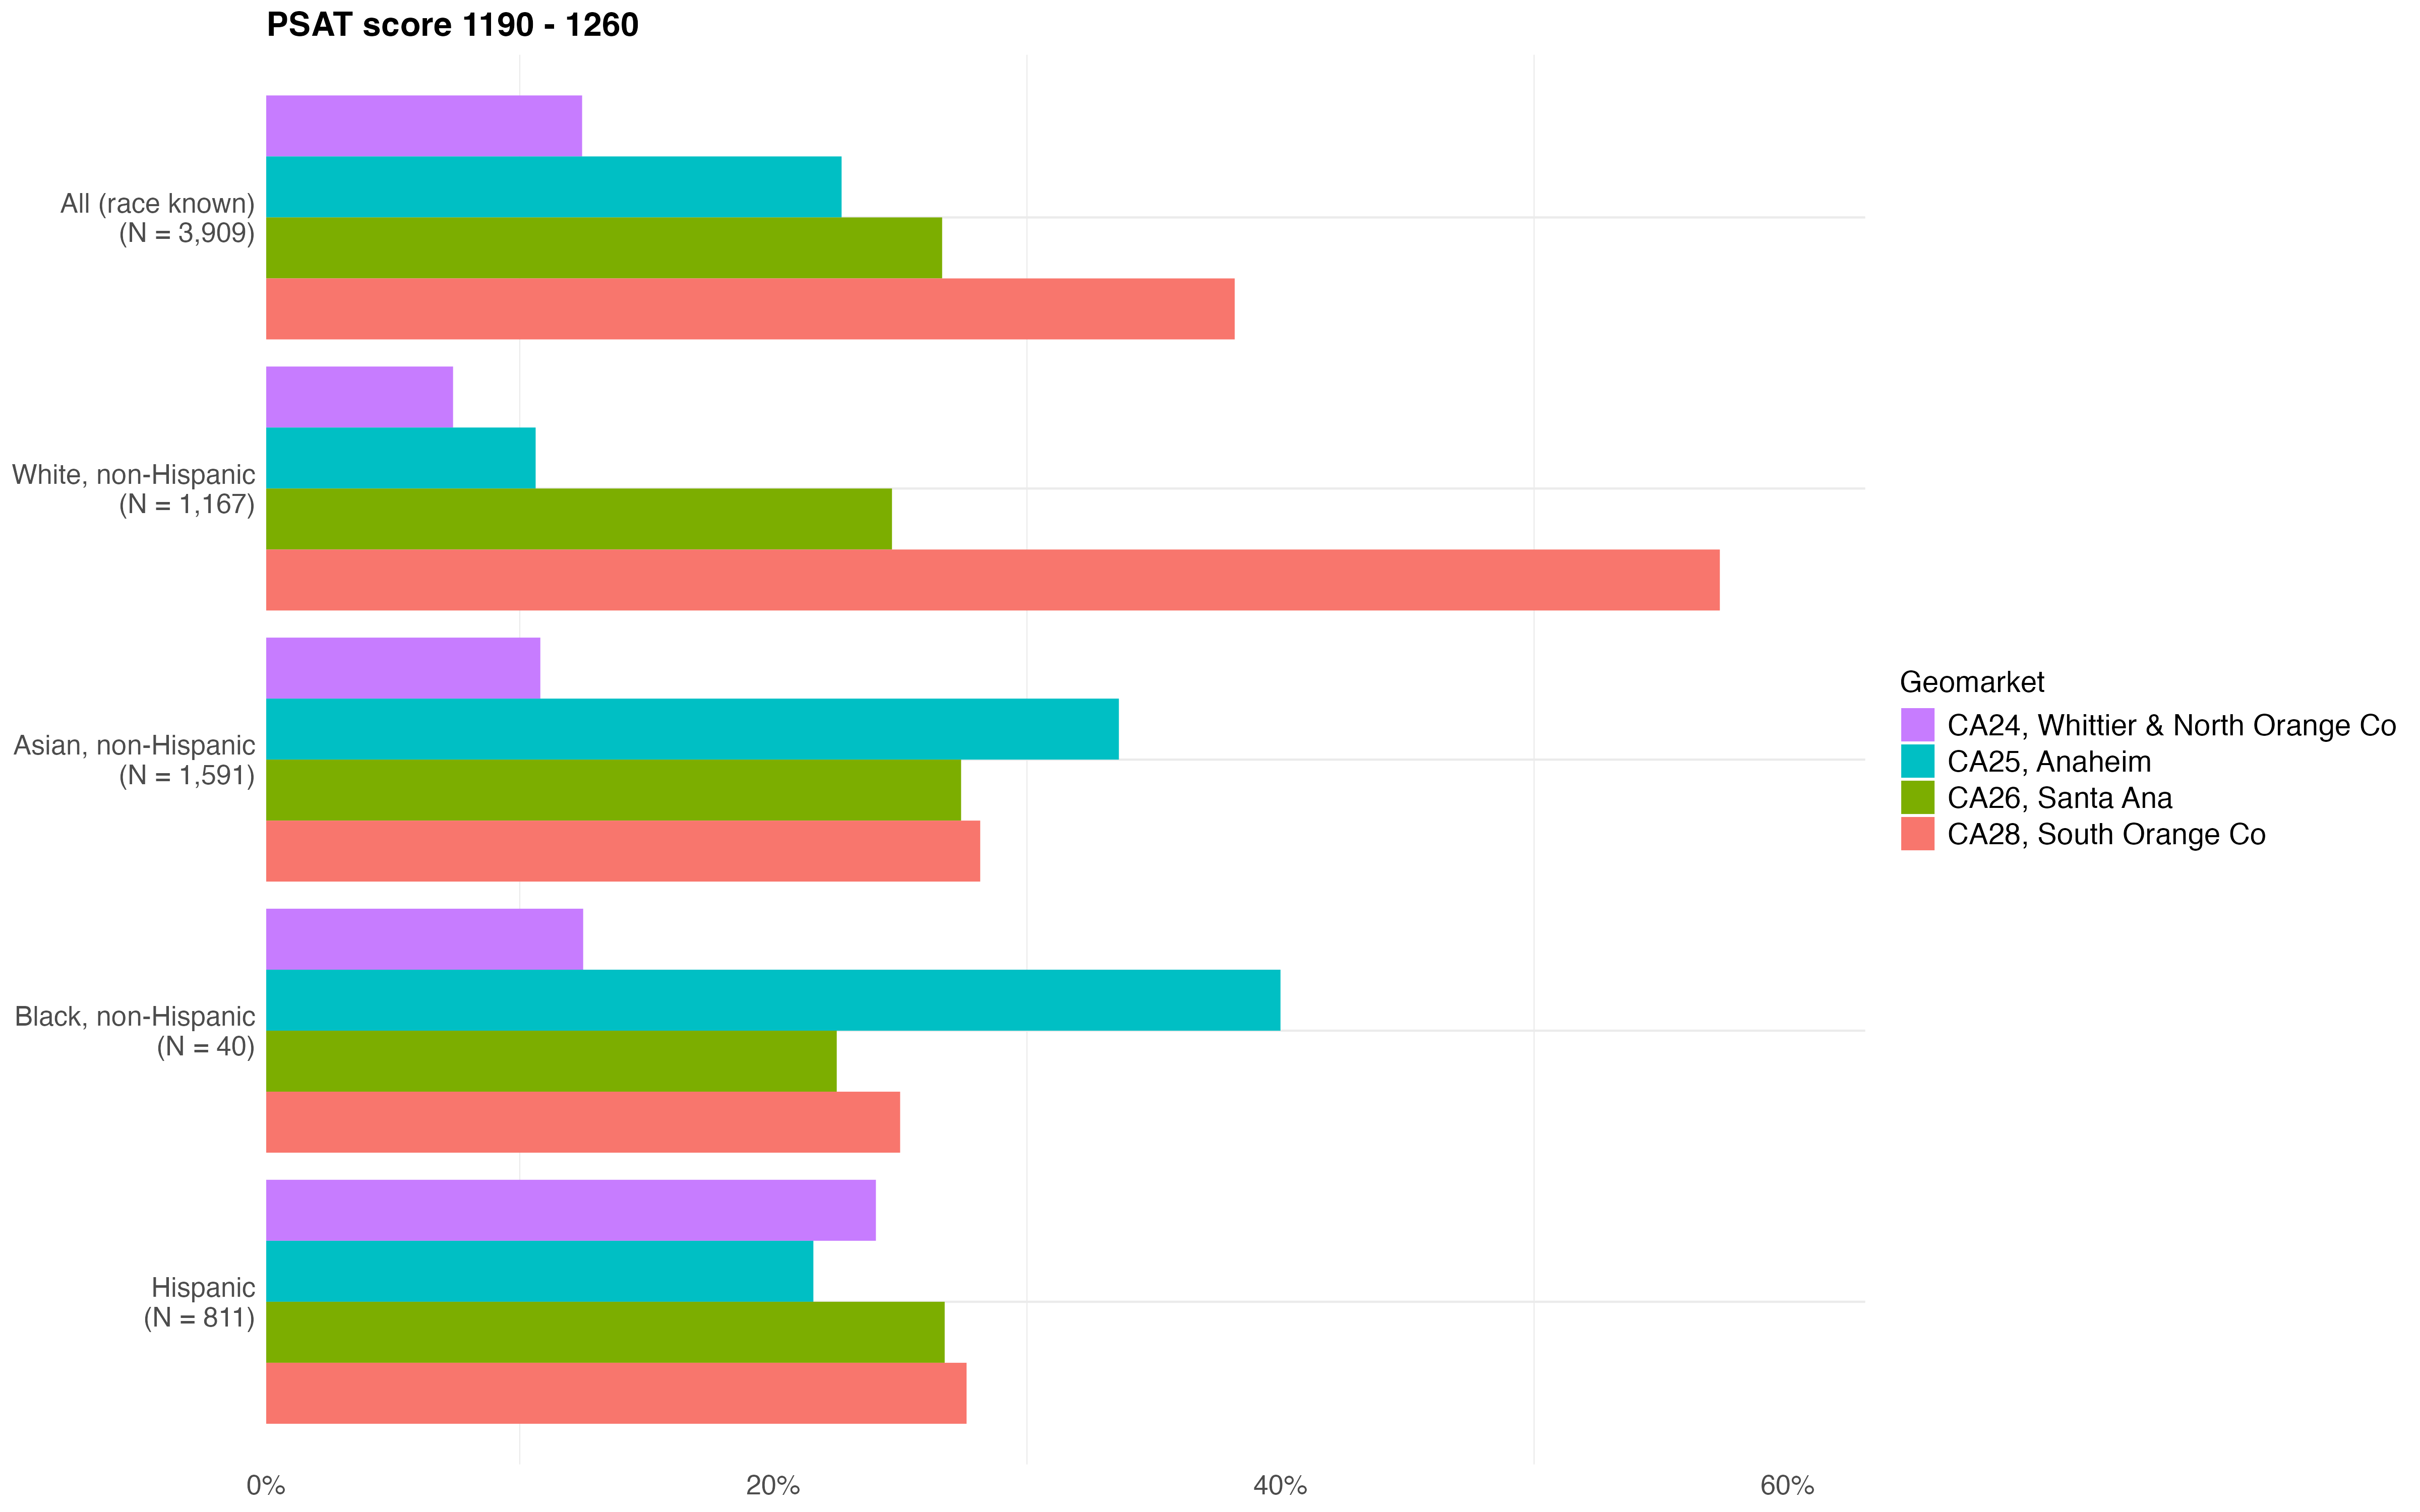 PSAT score 1190 - 1260
All (race known)
(N = 3,909)
White, non-Hispanic
(N = 1,167)
Asian, non-Hispanic
(N = 1,591)
Black, non-Hispanic
(N = 40)
Hispanic
(N = 811)
0%
20%
40%
60%
Geomarket
CA24, Whittier & North Orange Co
CA25, Anaheim
CA26, Santa Ana
CA28, South Orange Co